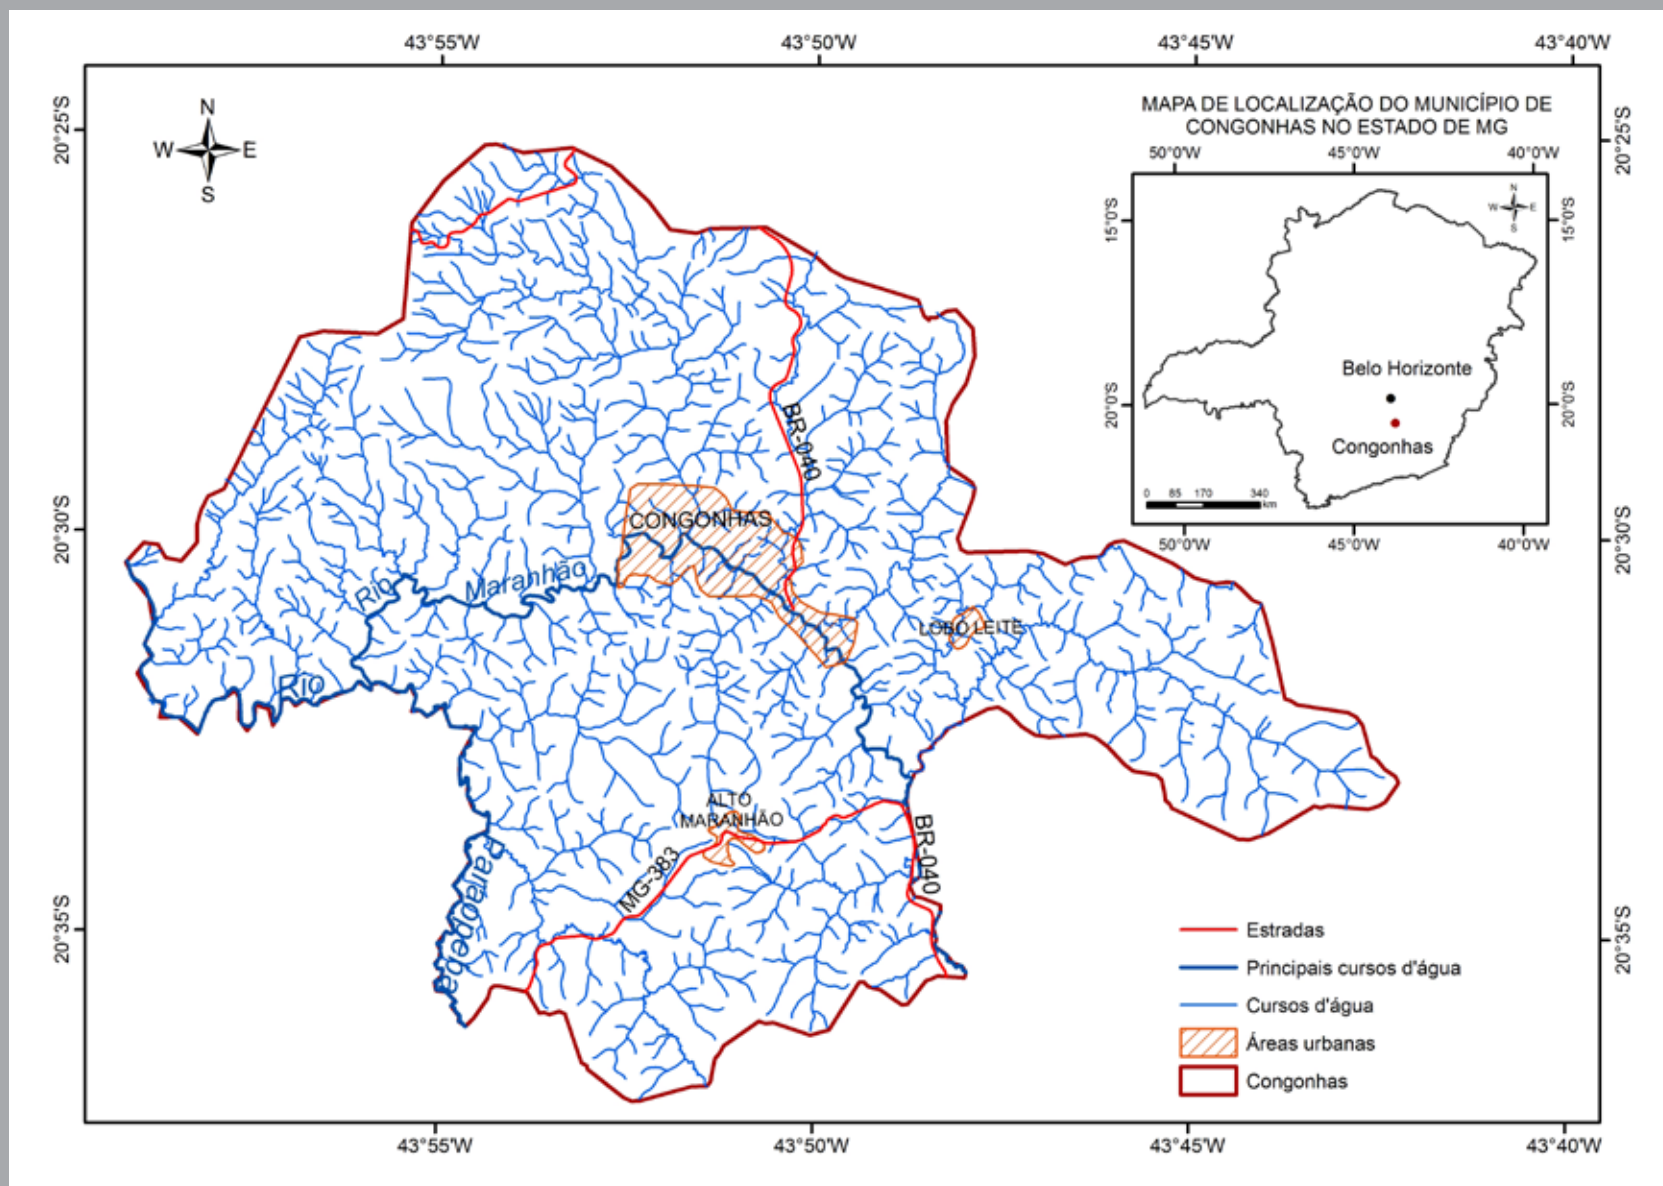 43°55'W
43°50'W
43°45'W
43°40'W
20°25'S
20°25'S
N
W
E
S
MAPA DE LOCALIZAÇÃO DO MUNICÍPIO DE
CONGONHAS NO ESTADO DE MG
50°0'W
45°0'W
40°0'W
15°0'S
15°0'S
N
W
E
S
Belo Horizonte
20°0'S
20°0'S
Congonhas
0 85 170 340
km
50°0'W
45°0'W
40°0'W
BR-040
20°30'S
20°30'S
CONGONHAS
Rio
Maranhão
LOBO LEITE
Rio
ALTO
MARANHÃO
MG-383
BR-040
Paraopeba
20°35'S
20°35'S
Estradas
Principais cursos d'água
Cursos d'água
Áreas urbanas
Congonhas
43°55'W
43°50'W
43°45'W
43°40'W